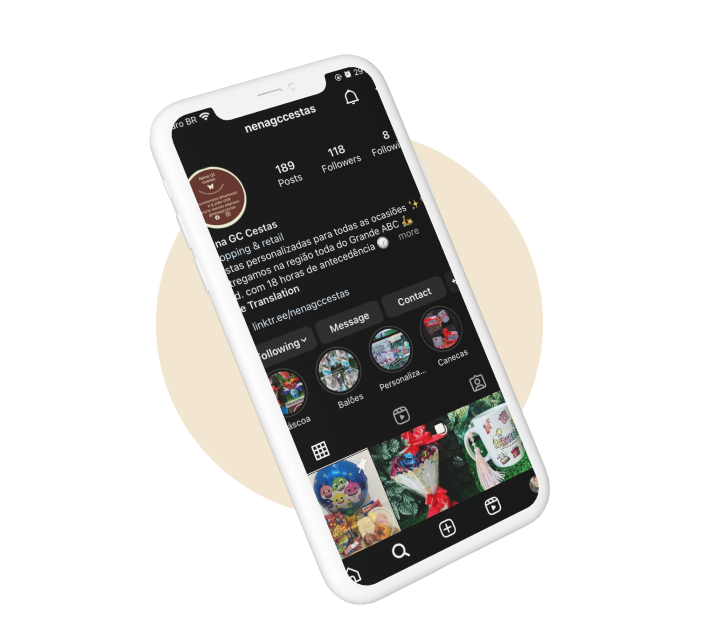 aro BR
29
nenagccestas
189
Posts
118
Followers
8
Followi
Nena GC
Cestas
na GC Cestas
opping & retail
stas personalizadas para todas as ocasiões ✨
tregamos na região toda do Grande ABC 🛵
d. com 18 horas de antecedência 🕐 more
e Translation
linktr.ee/nenagccestas
Following
Message
Contact
áscoa
Balões
Personaliza...
Canecas